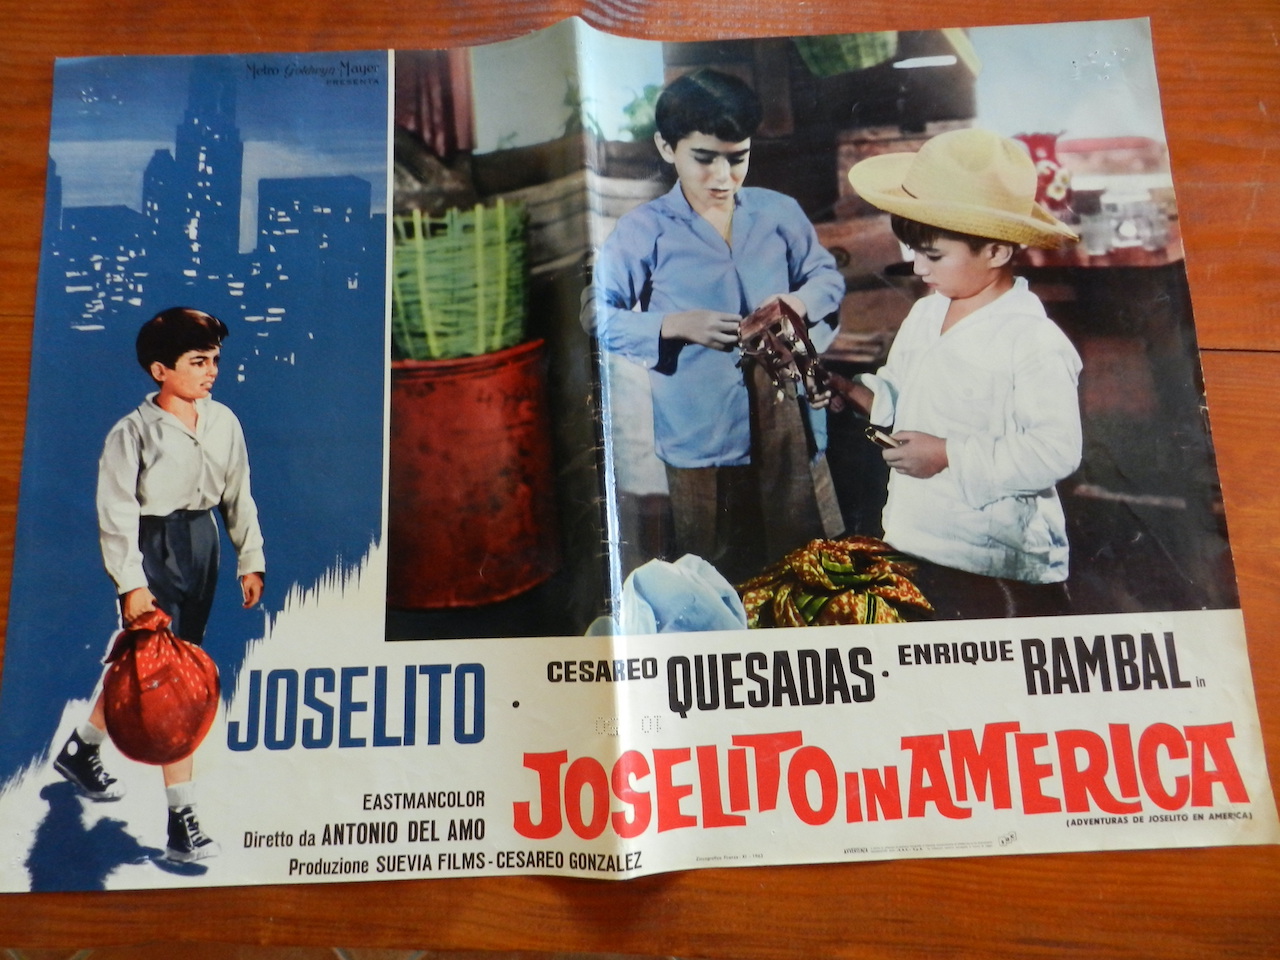 Metro Goldwyn Mayer
PRESENTA
JOSELITO · CESAREO QUESADAS · ENRIQUE RAMBAL in
JOSELITO IN AMERICA
(ADVENTURAS DE JOSELITO EN AMERICA)
EASTMANCOLOR
Diretto da ANTONIO DEL AMO
Produzione SUEVIA FILMS - CESAREO GONZALEZ